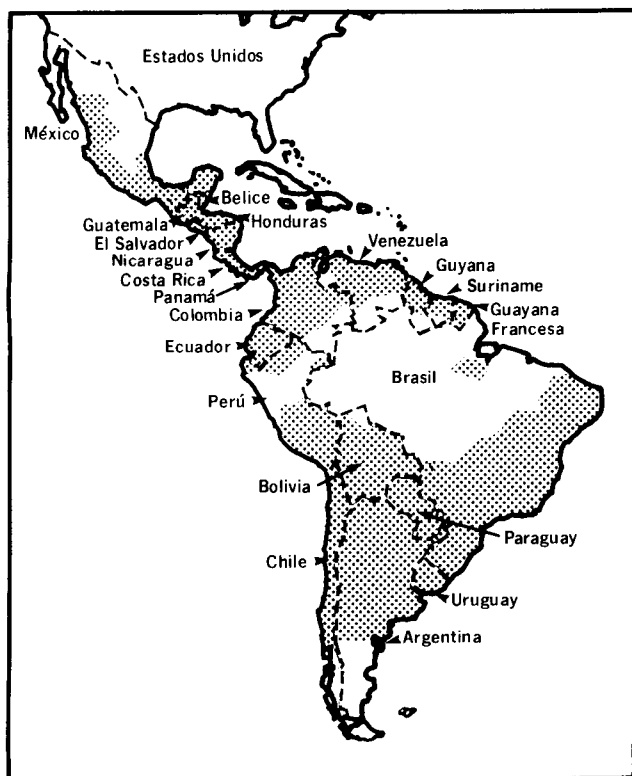 Estados Unidos
México
Belice
Guatemala
Honduras
El Salvador
Nicaragua
Costa Rica
Panamá
Colombia
Venezuela
Guyana
Suriname
Guayana
Francesa
Ecuador
Brasil
Perú
Bolivia
Paraguay
Chile
Uruguay
Argentina